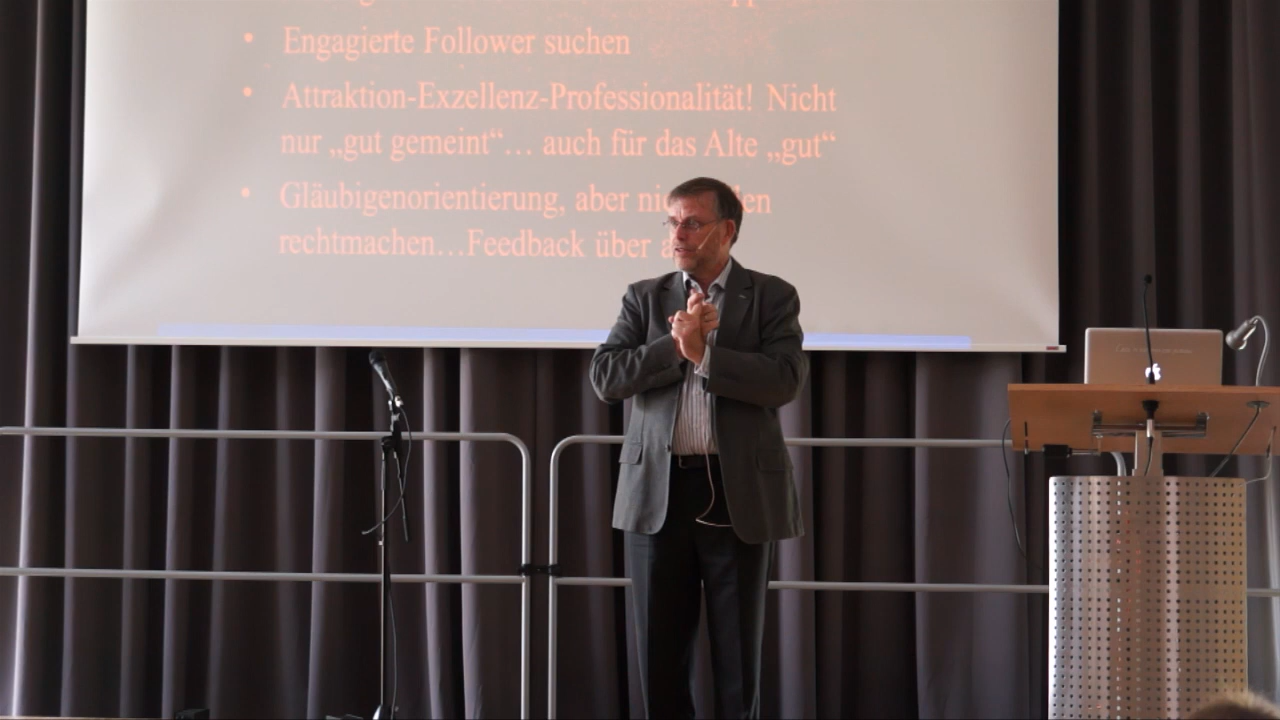 Engagierte Follower suchen
Attraktion-Exzellenz-Professionalität! Nicht
nur „gut gemeint“… auch für das Alte „gut“
Gläubigenorientierung, aber
rechtmachen…Feedback über